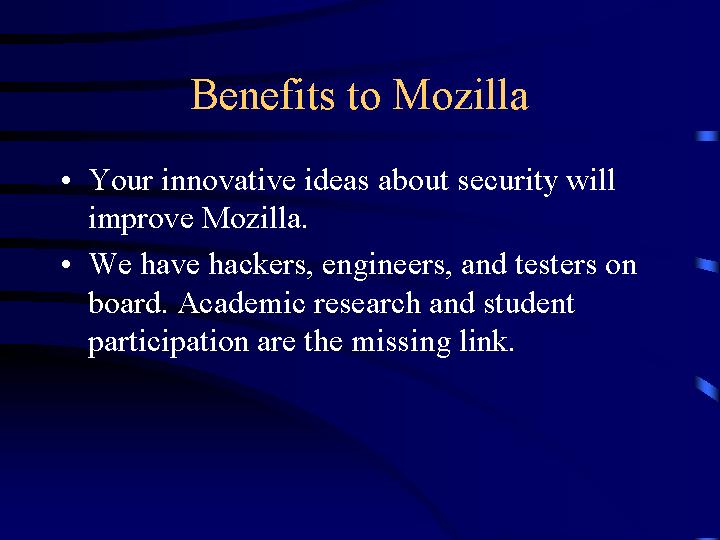 Benefits to Mozilla
• Your innovative ideas about security will
improve Mozilla.
• We have hackers, engineers, and testers on
board. Academic research and student
participation are the missing link.